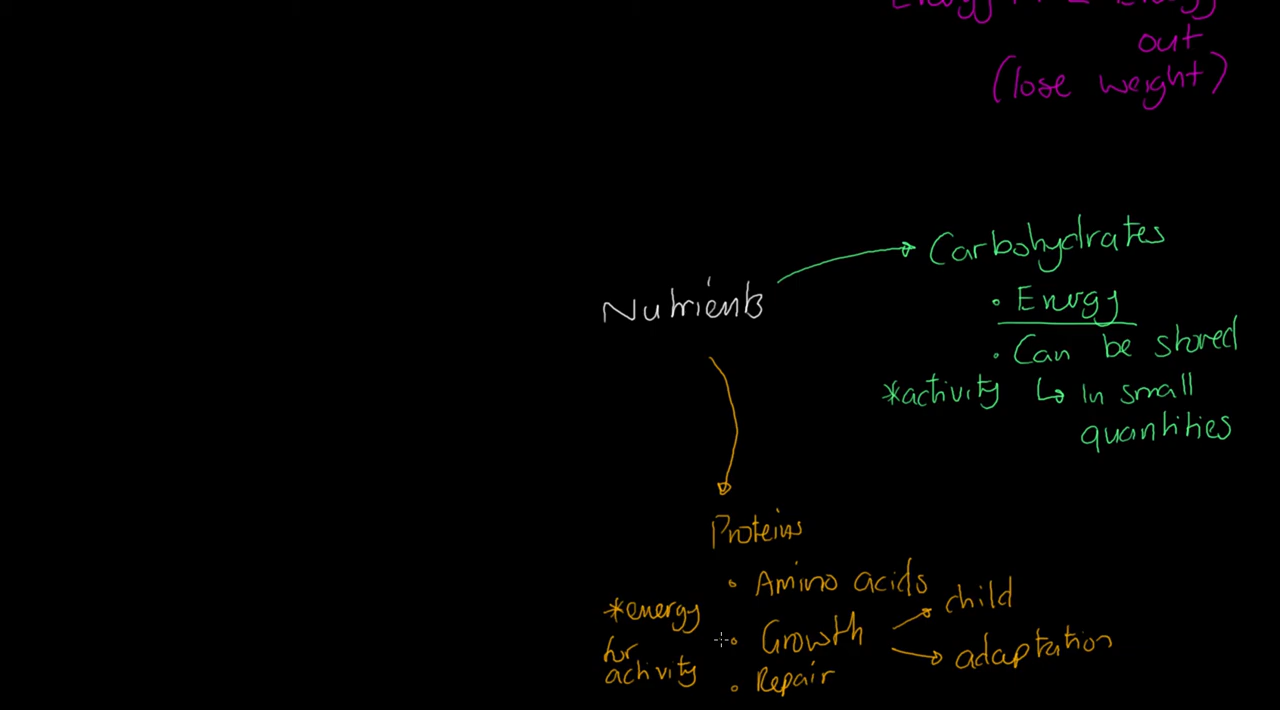 out
(lose weight)
Carbohydrates
Nutrients
• Energy
• Can be stored
*activity ↳ In small
quantities
Proteins
• Amino acids
*energy
• Growth → child
→ adaptation
for
activity
• Repair